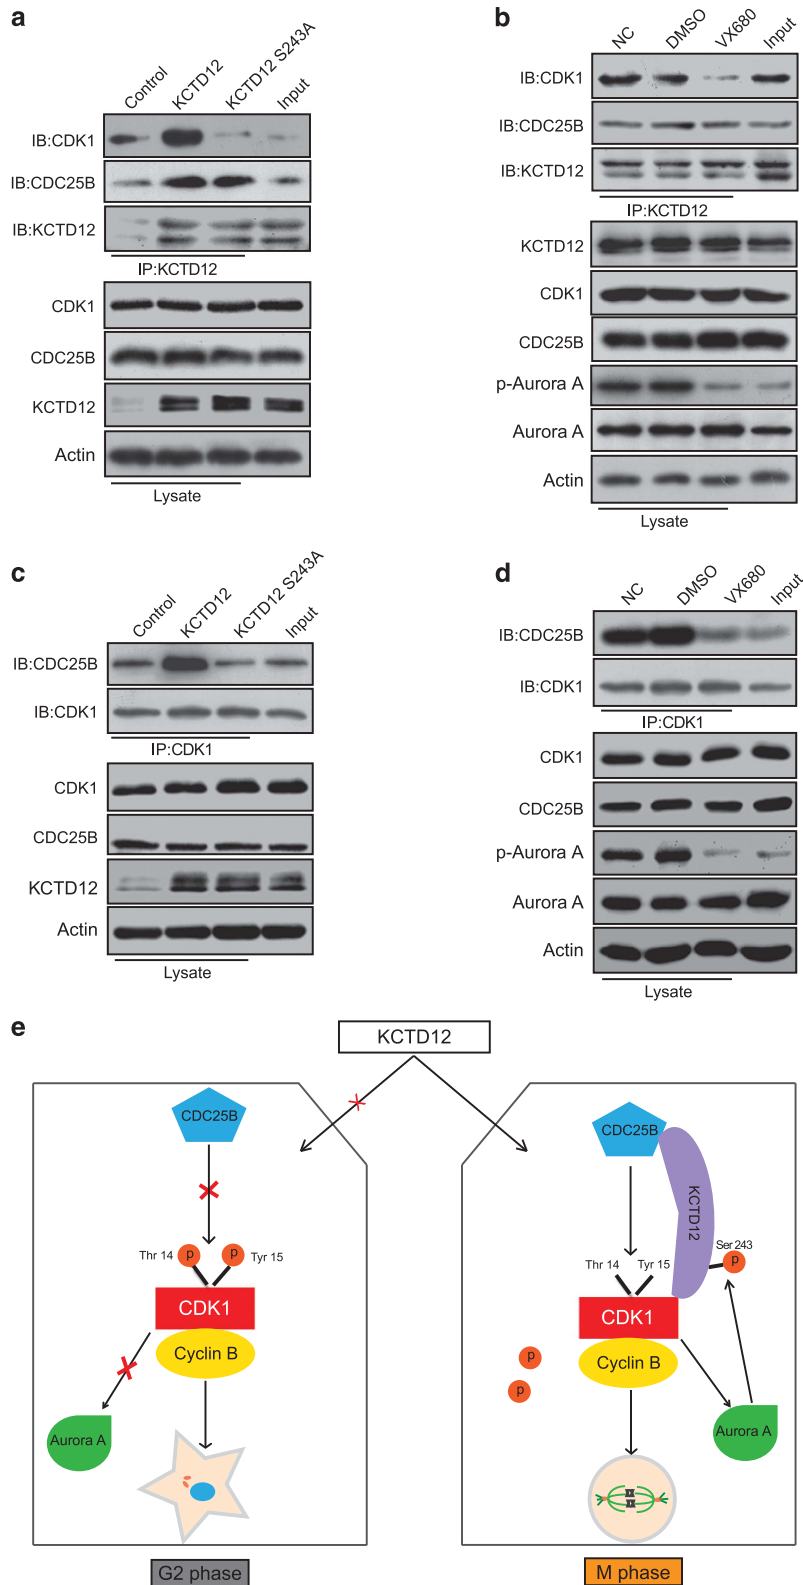 a
Control
KCTD12
KCTD12 S243A
Input
IB:CDK1
IB:CDC25B
IB:KCTD12
IP:KCTD12
CDK1
CDC25B
KCTD12
Actin
Lysate
b
NC
DMSO
VX680
Input
IB:CDK1
IB:CDC25B
IB:KCTD12
IP:KCTD12
KCTD12
CDK1
CDC25B
p-Aurora A
Aurora A
Actin
Lysate
c
Control
KCTD12
KCTD12 S243A
Input
IB:CDC25B
IB:CDK1
IP:CDK1
CDK1
CDC25B
KCTD12
Actin
Lysate
d
NC
DMSO
VX680
Input
IB:CDC25B
IB:CDK1
IP:CDK1
CDK1
CDC25B
p-Aurora A
Aurora A
Actin
Lysate
e
KCTD12
CDC25B
Thr 14
p
p
Tyr 15
CDK1
Cyclin B
Aurora A
G2 phase
CDC25B
KCTD12
Ser 243
p
Thr 14
Tyr 15
CDK1
Cyclin B
p
p
Aurora A
M phase